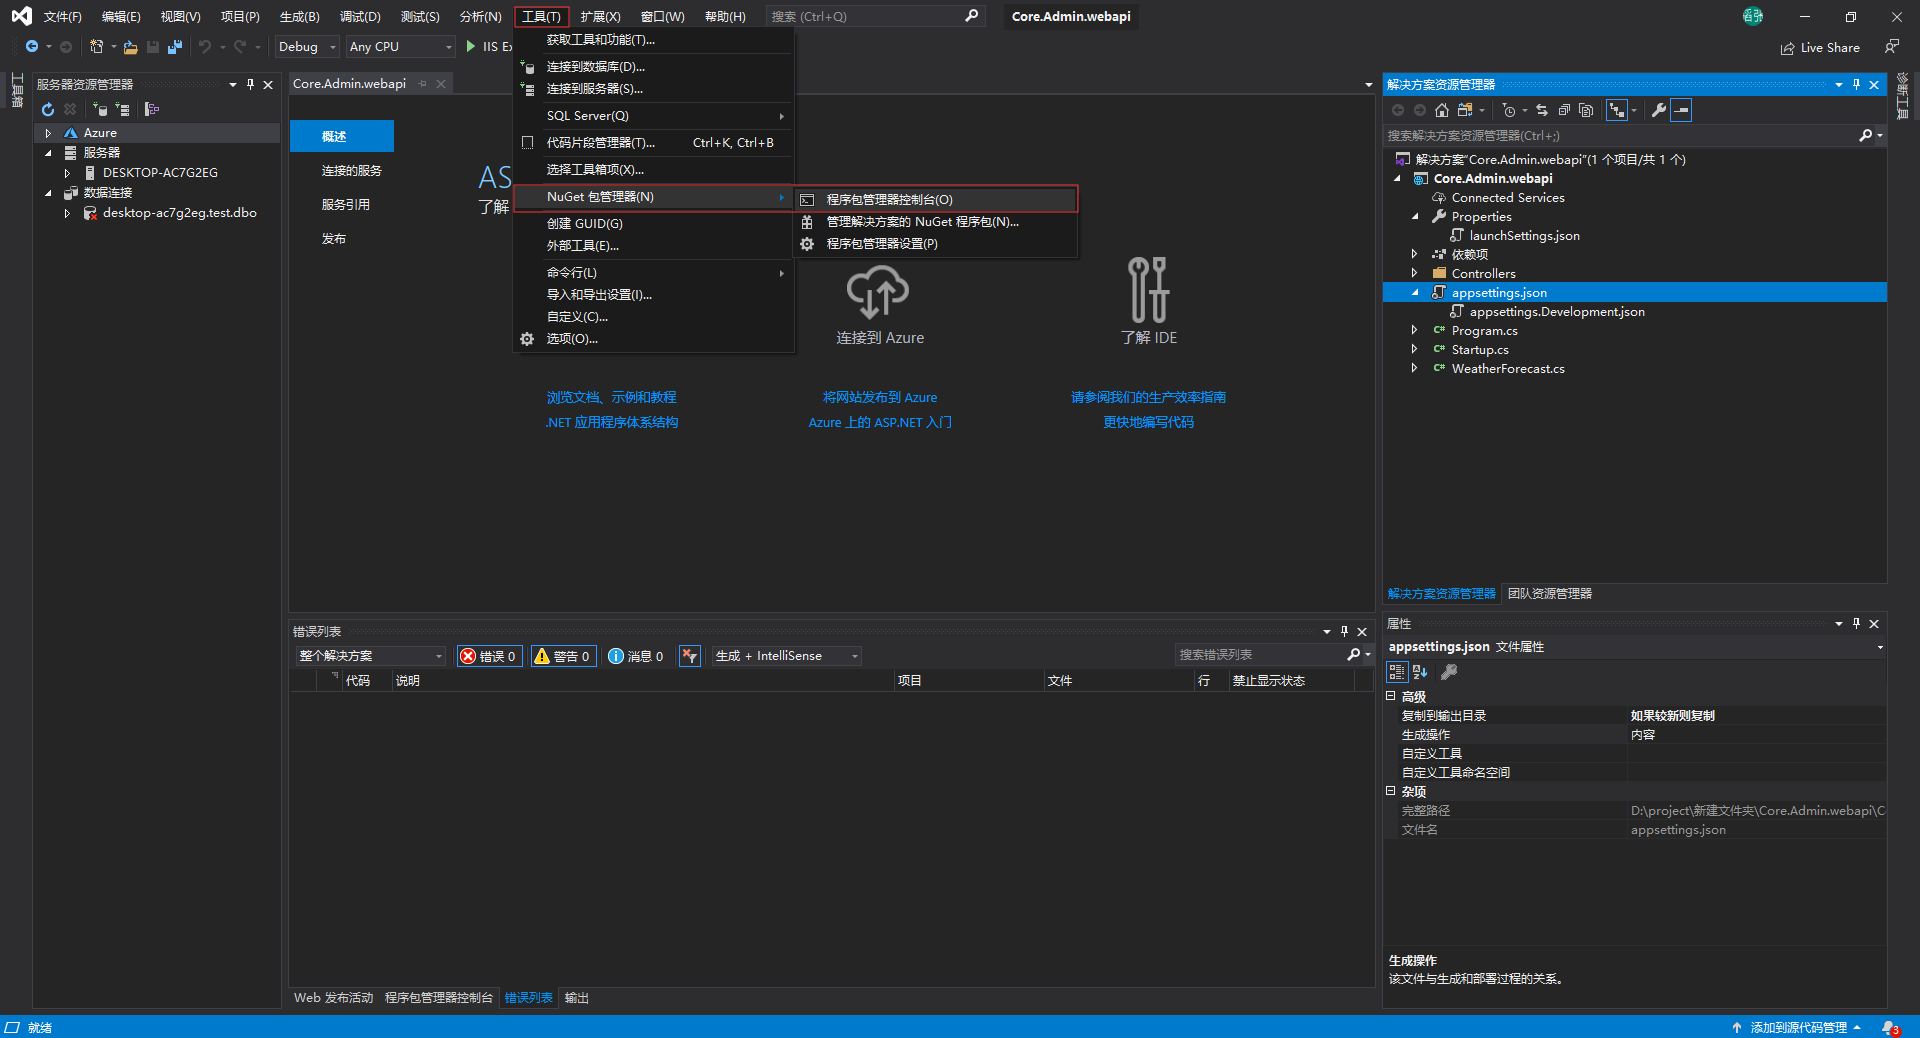 文件(F) 编辑(E) 视图(V) 项目(P) 生成(B) 调试(D) 测试(S) 分析(N) 工具(T) 扩展(X) 窗口(W) 帮助(H) 搜索 (Ctrl+Q) Core.Admin.webapi
Debug Any CPU IIS Ex
Live Share
工具箱
服务器资源管理器
Azure
服务器
DESKTOP-AC7G2EG
数据连接
desktop-ac7g2eg.test.dbo
Core.Admin.webapi
概述
连接的服务
服务引用
发布
AS
了解
获取工具和功能(T)...
连接到数据库(D)...
连接到服务器(S)...
SQL Server(Q)
代码片段管理器(T)... Ctrl+K, Ctrl+B
选择工具箱项(X)...
NuGet 包管理器(N)
创建 GUID(G)
外部工具(E)...
命令行(L)
导入和导出设置(I)...
自定义(C)...
选项(O)...
程序包管理器控制台(O)
管理解决方案的 NuGet 程序包(N)...
程序包管理器设置(P)
连接到 Azure
了解 IDE
浏览文档、示例和教程
.NET 应用程序体系结构
将网站发布到 Azure
Azure 上的 ASP.NET 入门
请参阅我们的生产效率指南
更快地编写代码
错误列表
整个解决方案 错误 0 警告 0 消息 0 生成 + IntelliSense 搜索错误列表
代码 说明 项目 文件 行 禁止显示状态
Web 发布活动 程序包管理器控制台 错误列表 输出
解决方案资源管理器
搜索解决方案资源管理器(Ctrl+;)
解决方案"Core.Admin.webapi"(1 个项目/共 1 个)
Core.Admin.webapi
Connected Services
Properties
launchSettings.json
依赖项
Controllers
appsettings.json
appsettings.Development.json
C# Program.cs
C# Startup.cs
C# WeatherForecast.cs
解决方案资源管理器 团队资源管理器
属性
appsettings.json 文件属性
高级
复制到输出目录 如果较新则复制
生成操作 内容
自定义工具
自定义工具命名空间
杂项
完整路径 D:\project\新建文件夹\Core.Admin.webapi\C
文件名 appsettings.json
生成操作
该文件与生成和部署过程的关系。
诊断工具
就绪
添加到源代码管理 3